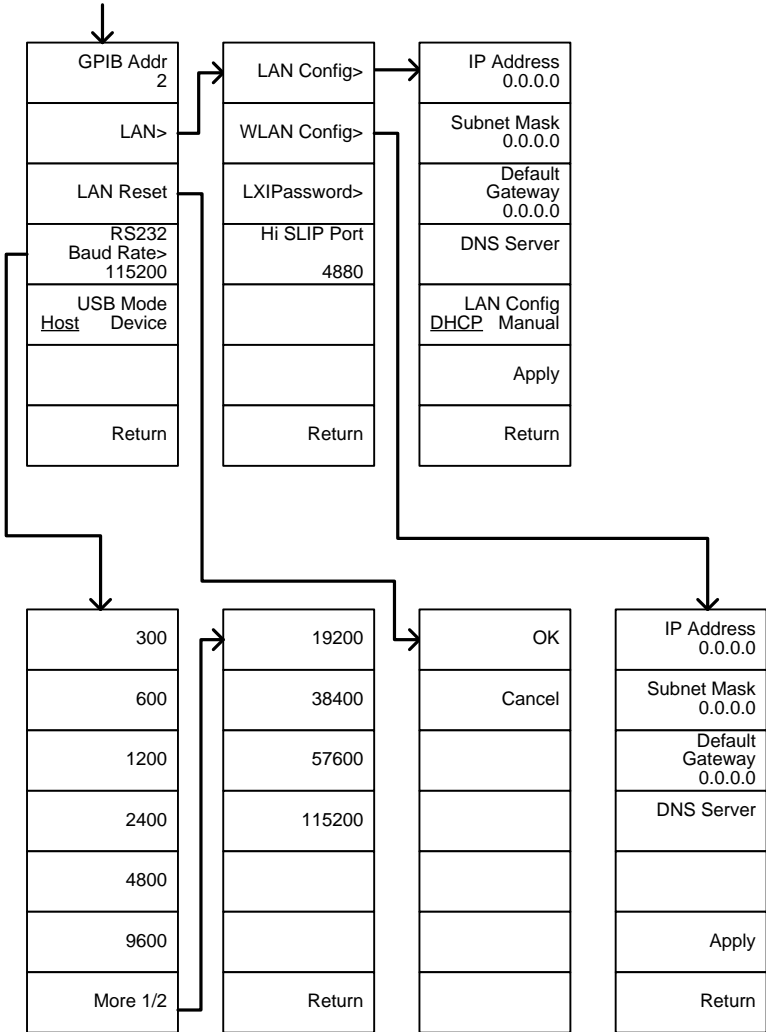 GPIB Addr
2
LAN>
LAN Reset
RS232
Baud Rate>
115200
USB Mode
Host Device
Return
LAN Config>
WLAN Config>
LXIPassword>
Hi SLIP Port
4880
Return
IP Address
0.0.0.0
Subnet Mask
0.0.0.0
Default
Gateway
0.0.0.0
DNS Server
LAN Config
DHCP Manual
Apply
Return
300
600
1200
2400
4800
9600
More 1/2
19200
38400
57600
115200
Return
OK
Cancel
IP Address
0.0.0.0
Subnet Mask
0.0.0.0
Default
Gateway
0.0.0.0
DNS Server
Apply
Return